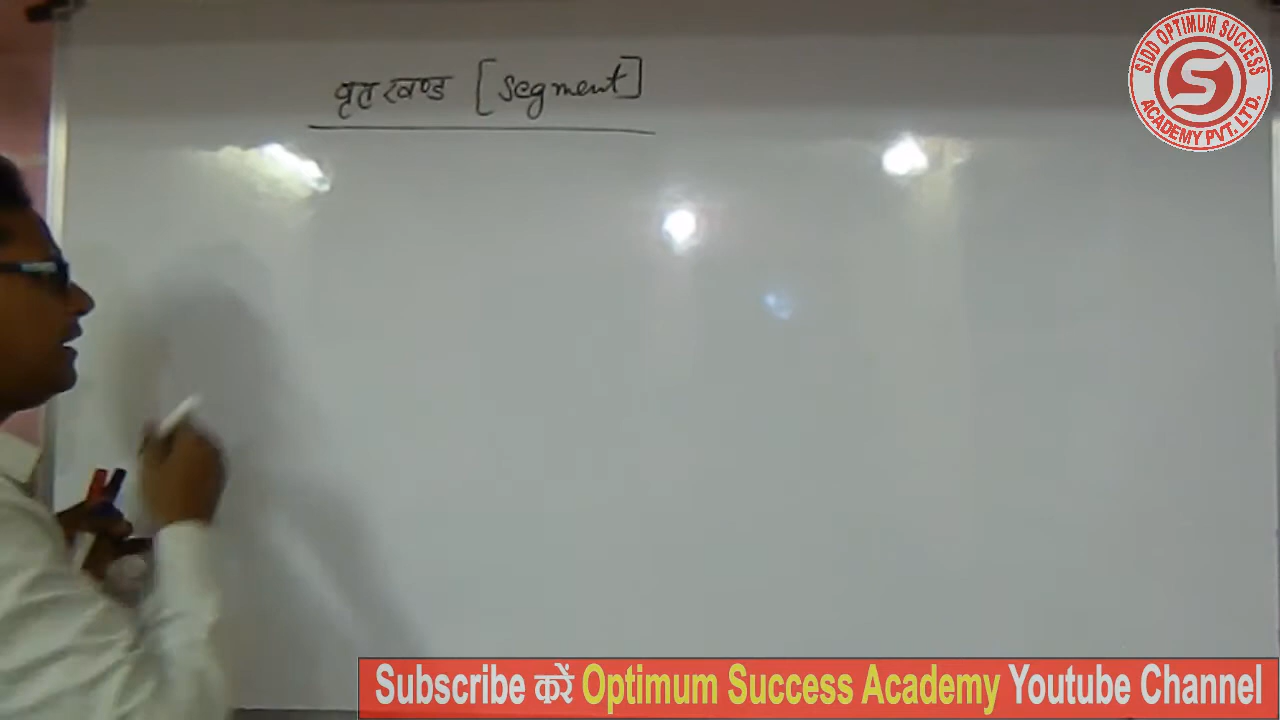 वृत खण्ड [Segment]
SIDD OPTIMUM SUCCESS
S
ACADEMY PVT. LTD.
Subscribe करें Optimum Success Academy Youtube Channel